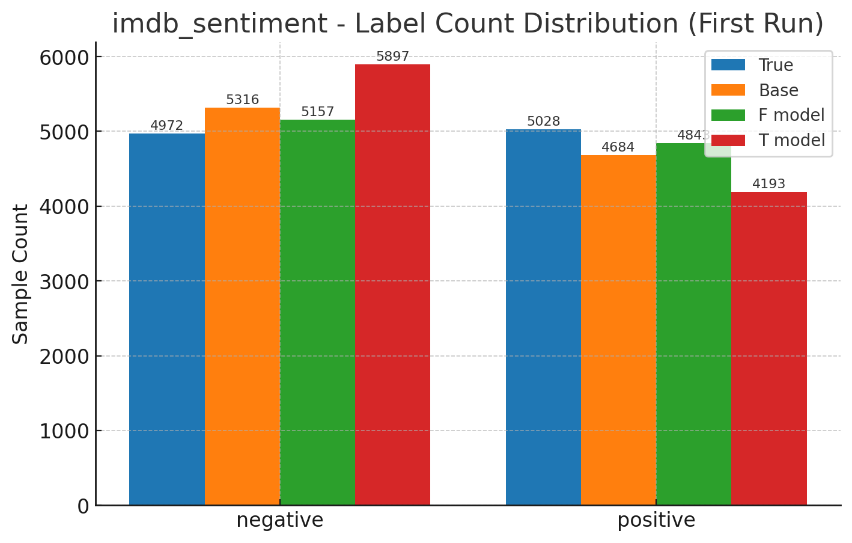 imdb_sentiment - Label Count Distribution (First Run)
Sample Count
6000
5000
4000
3000
2000
1000
0
4972
5316
5157
5897
5028
4684
4843
4193
True
Base
F model
T model
negative
positive